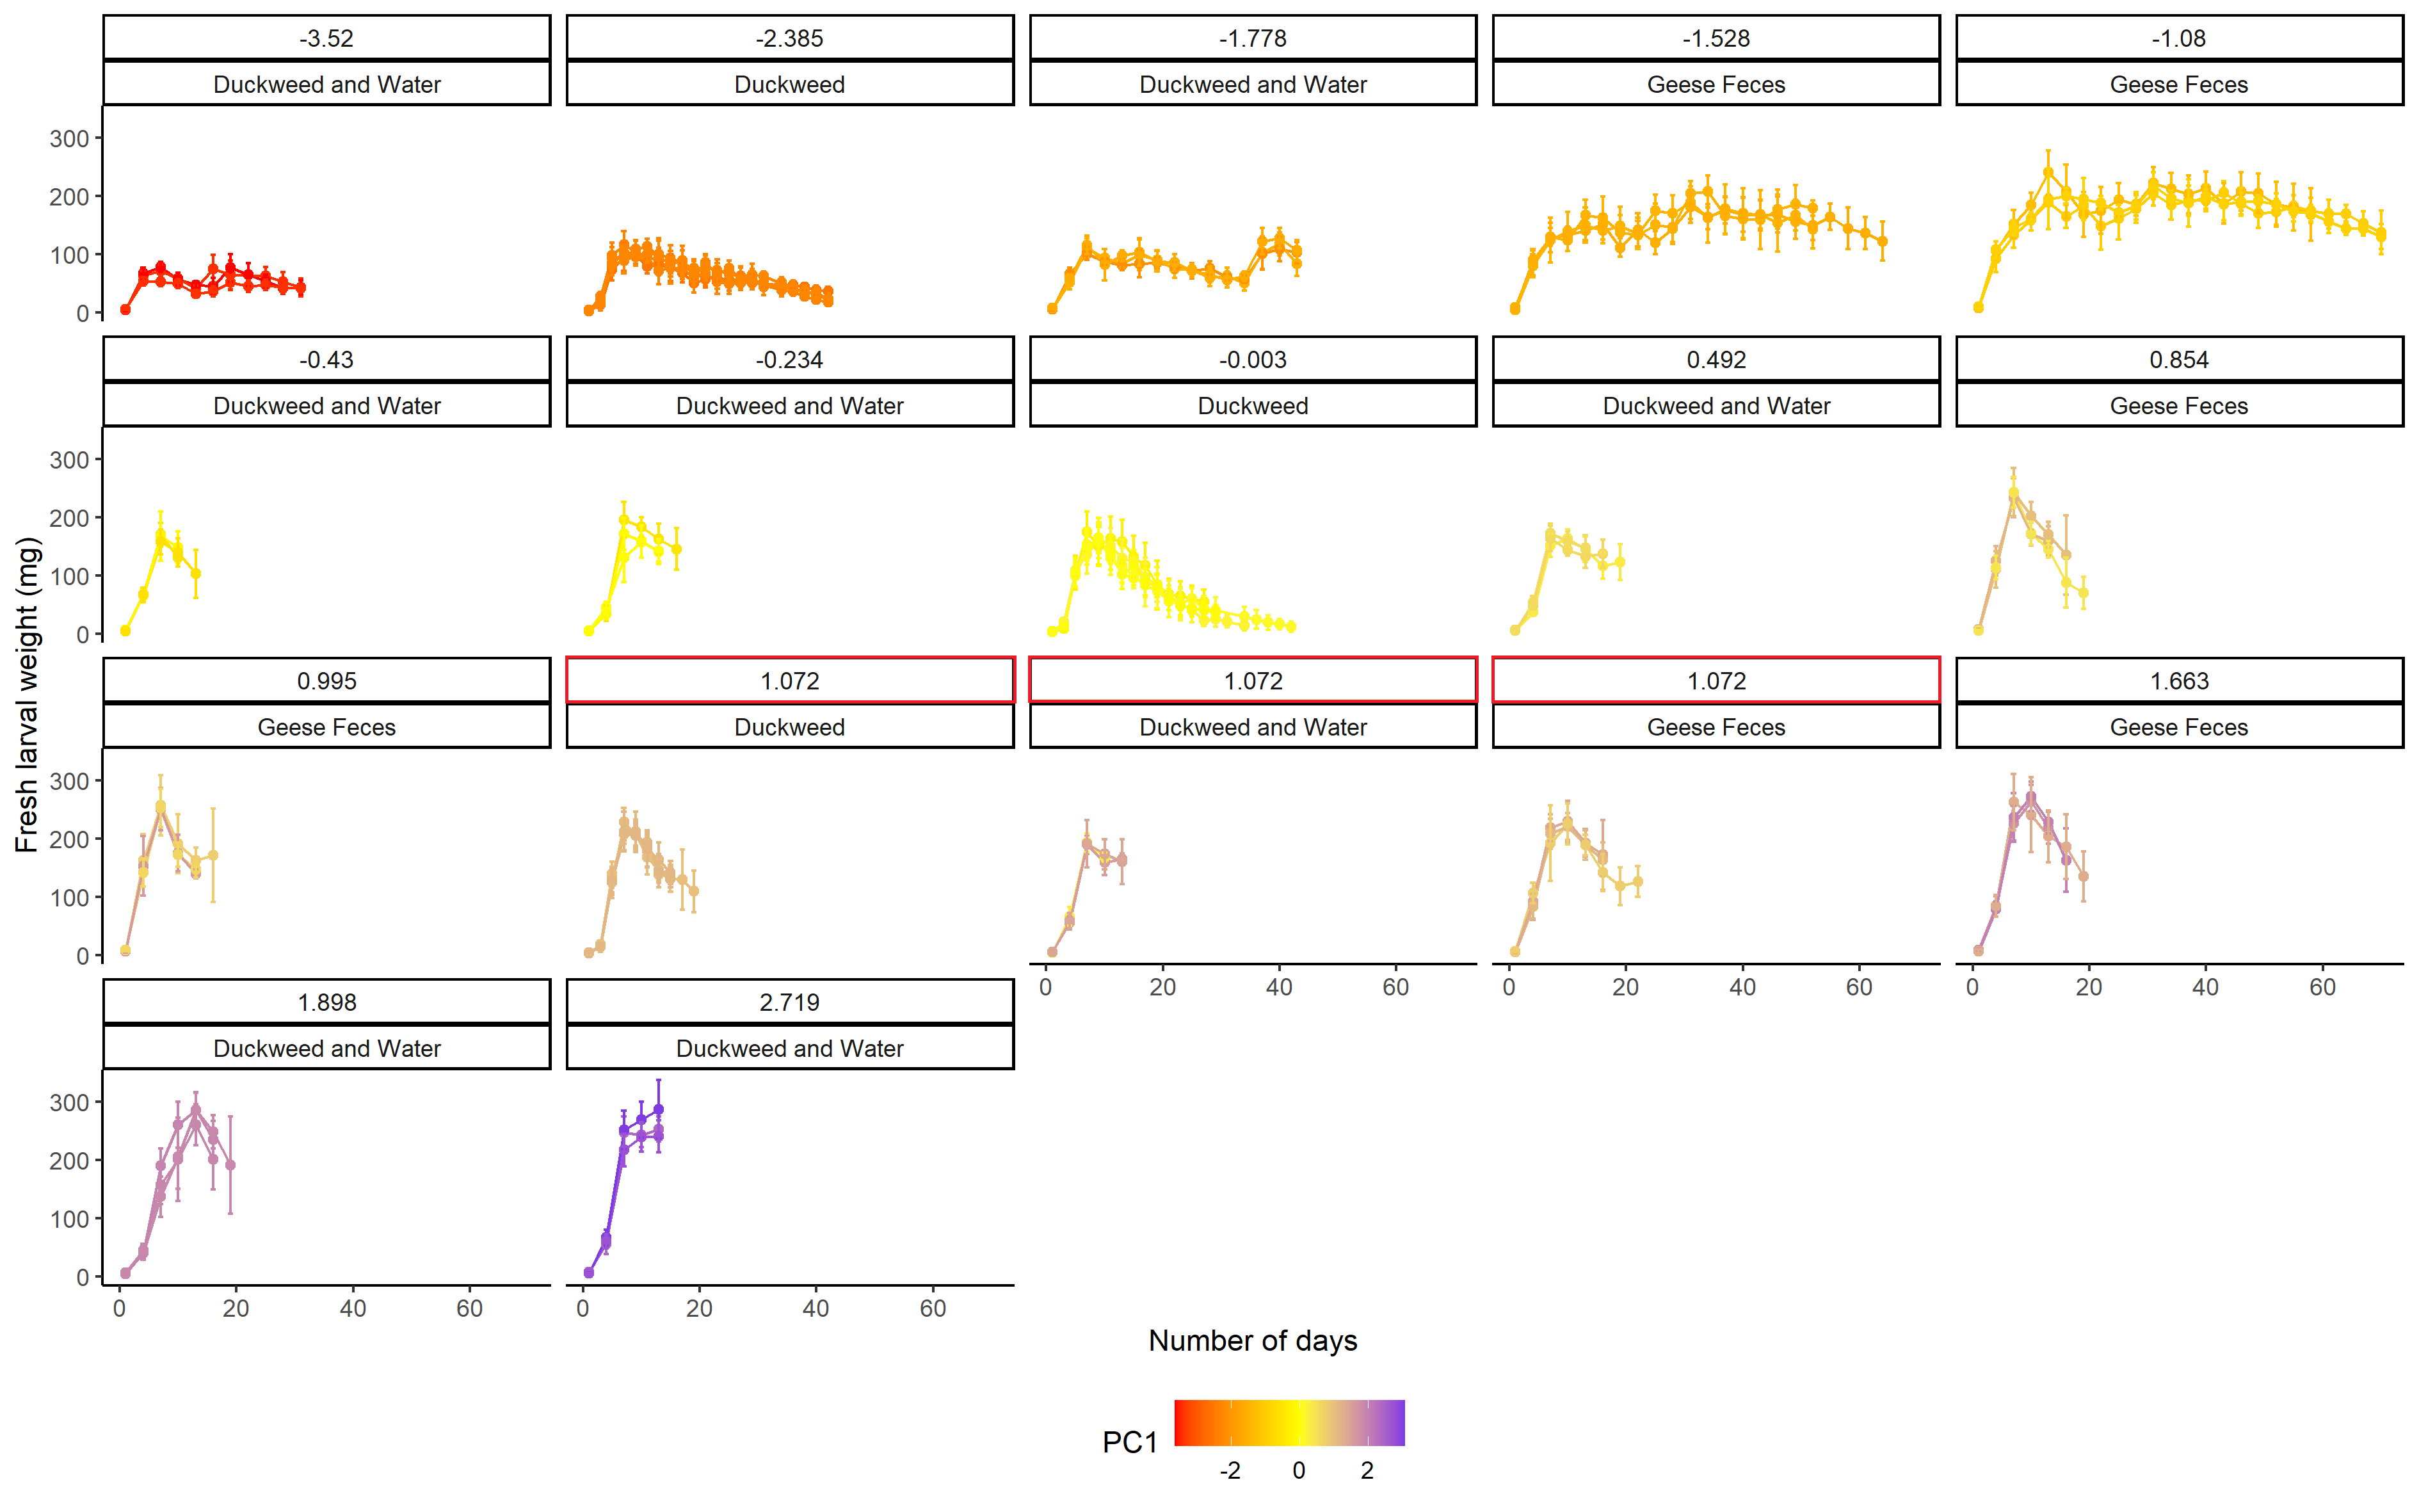 -3.52 -2.385 -1.778 -1.528 -1.08
Duckweed and Water Duckweed Duckweed and Water Geese Feces Geese Feces
300
200
100
0
-0.43 -0.234 -0.003 0.492 0.854
Duckweed and Water Duckweed and Water Duckweed Duckweed and Water Geese Feces
300
200
100
0
Fresh larval weight (mg)
0.995 1.072 1.072 1.072 1.663
Geese Feces Duckweed Duckweed and Water Geese Feces Geese Feces
300
200
100
0
0 20 40 60 0 20 40 60 0 20 40 60
1.898 2.719
Duckweed and Water Duckweed and Water
300
200
100
0
0 20 40 60 0 20 40 60
Number of days
PC1
-2 0 2